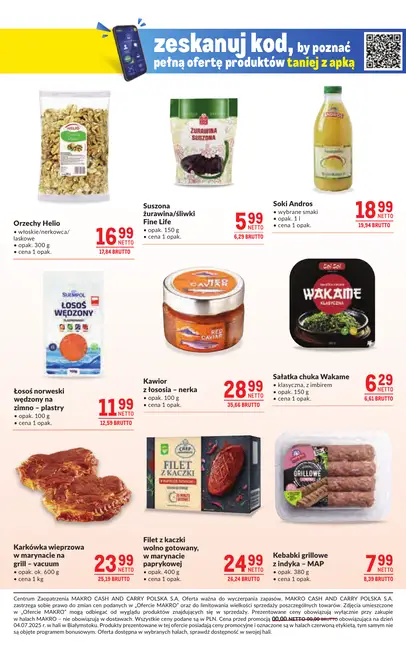 zeskanuj kod, by poznać
pełną ofertę produktów taniej z apką
Orzechy Helio
• włoskie/nerkowca/
laskowe
• opak. 300 g
• cena 1 opak.
16,99 NETTO
17,84 BRUTTO
ŻURAWINA
SUSZONA
Suszona
żurawina/śliwki
Fine Life
• opak. 150 g
• cena 1 opak.
5,99 NETTO
6,29 BRUTTO
Soki Andros
• wybrane smaki
• opak. 1 l
• cena 1 opak.
18,99 NETTO
19,94 BRUTTO
SUEMPOL
ŁOSOŚ
WĘDZONY
Łosoś norweski
wędzony na
zimno – plastry
• opak. 100 g
• cena 1 opak.
11,99 NETTO
12,59 BRUTTO
RED
CAVIAR
Kawior
z łososia – nerka
• opak. 100 g
• cena 1 opak.
28,99 NETTO
35,66 BRUTTO
WAKAME
KLASYCZNA
Sałatka chuka Wakame
• klasyczna, z imbirem
• opak. 150 g
• cena 1 opak.
6,29 NETTO
6,61 BRUTTO
Karkówka wieprzowa
w marynacie na
grill – vacuum
• opak. ok. 600 g
• cena 1 kg
23,99 NETTO
25,19 BRUTTO
FILET
Z KACZKI
Filet z kaczki
wolno gotowany,
w marynacie
paprykowej
• opak. 400 g
• cena 1 opak.
24,99 NETTO
26,24 BRUTTO
GRILLOWE
Kebabki grillowe
z indyka – MAP
• opak. 380 g
• cena 1 opak.
7,99 NETTO
8,39 BRUTTO
Centrum Zaopatrzenia MAKRO CASH AND CARRY POLSKA S.A. Oferta ważna do wyczerpania zapasów. MAKRO CASH AND CARRY POLSKA S.A.
zastrzega sobie prawo do zmian cen podanych w „Ofercie MAKRO” oraz do limitowania wielkości sprzedaży poszczególnych towarów. Zdjęcia umieszczone
w „Ofercie MAKRO” mogą odbiegać od wyglądu produktów znajdujących się w sprzedaży. Prezentowane ceny obowiązują wyłącznie przy zakupie
w halach MAKRO – nie obowiązują w dostawach. Wszystkie ceny podane są w PLN. Cena przed promocją 00,00 NETTO 00,00 BRUTTO obowiązująca na dzień
04.07.2025 r. w hali w Białymstoku. Produkty prezentowane w tej ofercie posiadają ceny promocyjne i oznaczone są w halach czerwoną etykietą, tym samym nie
są objęte programem bonusowym. Oferta dostępna w wybranych halach, sprawdź dostępność w swojej hali.